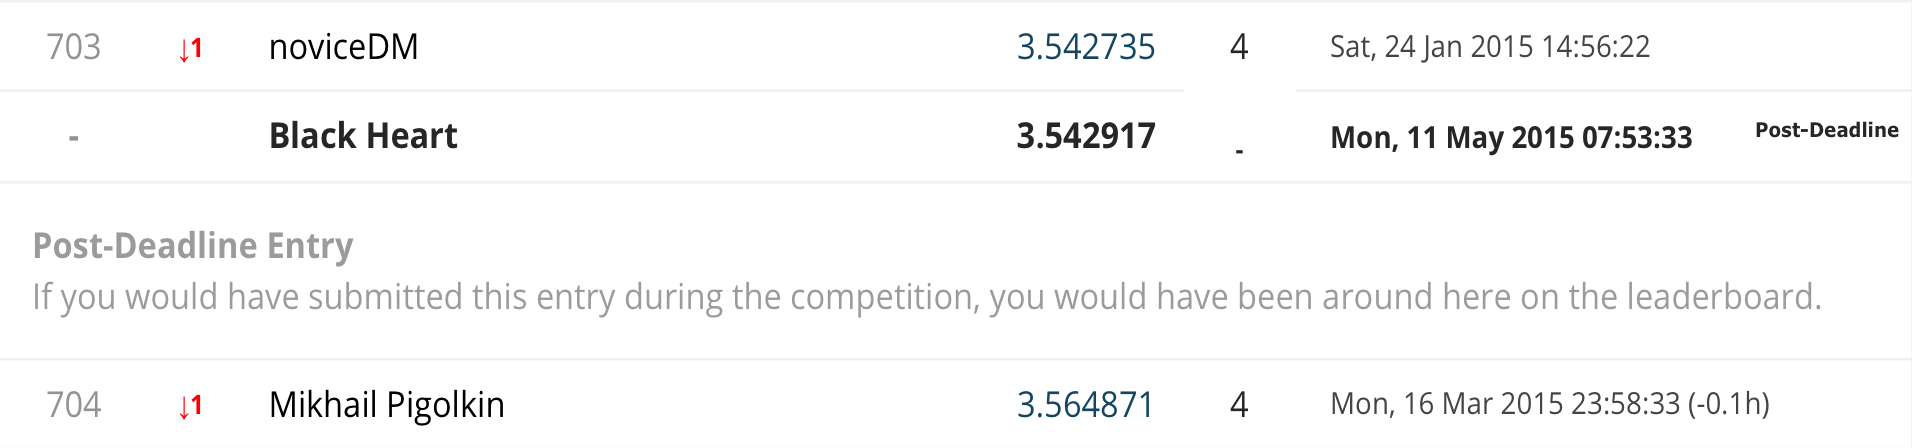 703 ↓1 noviceDM 3.542735 4 Sat, 24 Jan 2015 14:56:22
- Black Heart 3.542917 - Mon, 11 May 2015 07:53:33 Post-Deadline
Post-Deadline Entry
If you would have submitted this entry during the competition, you would have been around here on the leaderboard.
704 ↓1 Mikhail Pigolkin 3.564871 4 Mon, 16 Mar 2015 23:58:33 (-0.1h)